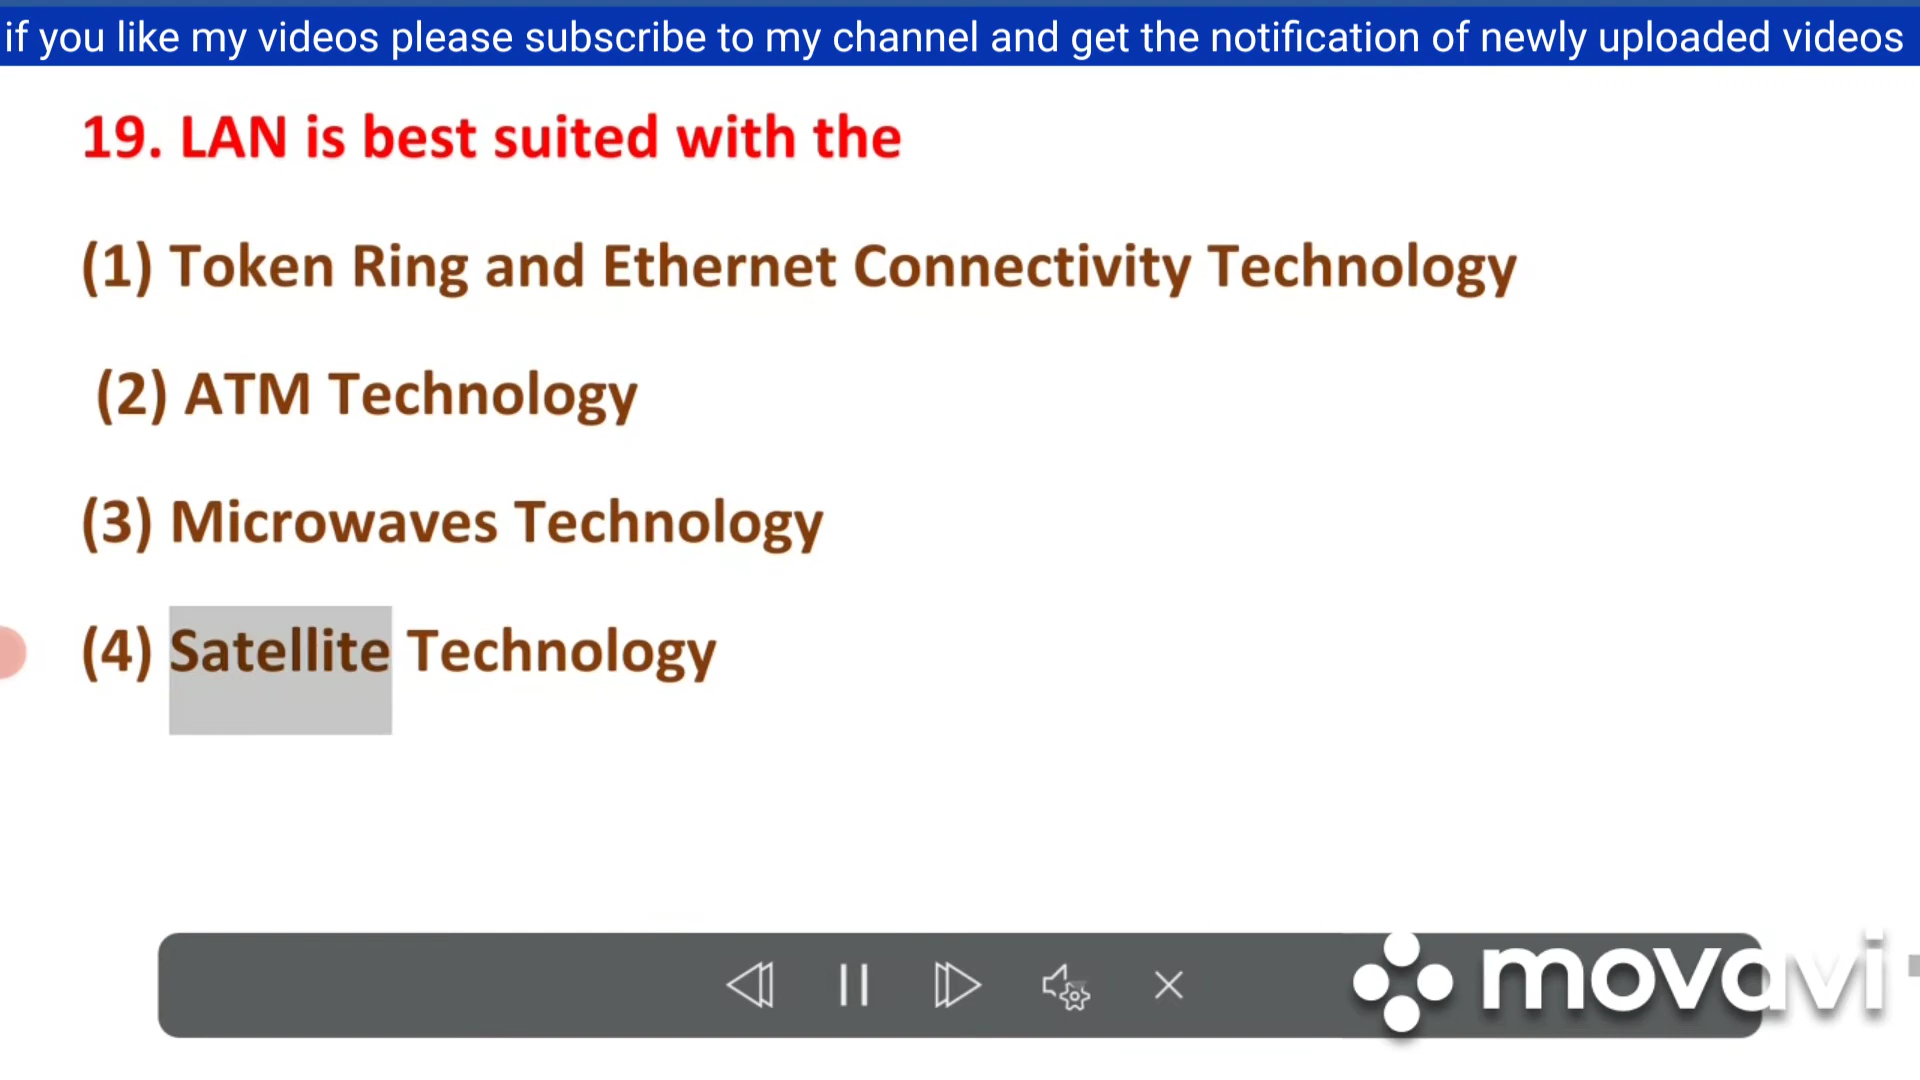 if you like my videos please subscribe to my channel and get the notification of newly uploaded videos
19. LAN is best suited with the
(1) Token Ring and Ethernet Connectivity Technology
(2) ATM Technology
(3) Microwaves Technology
(4) Satellite Technology
movavi